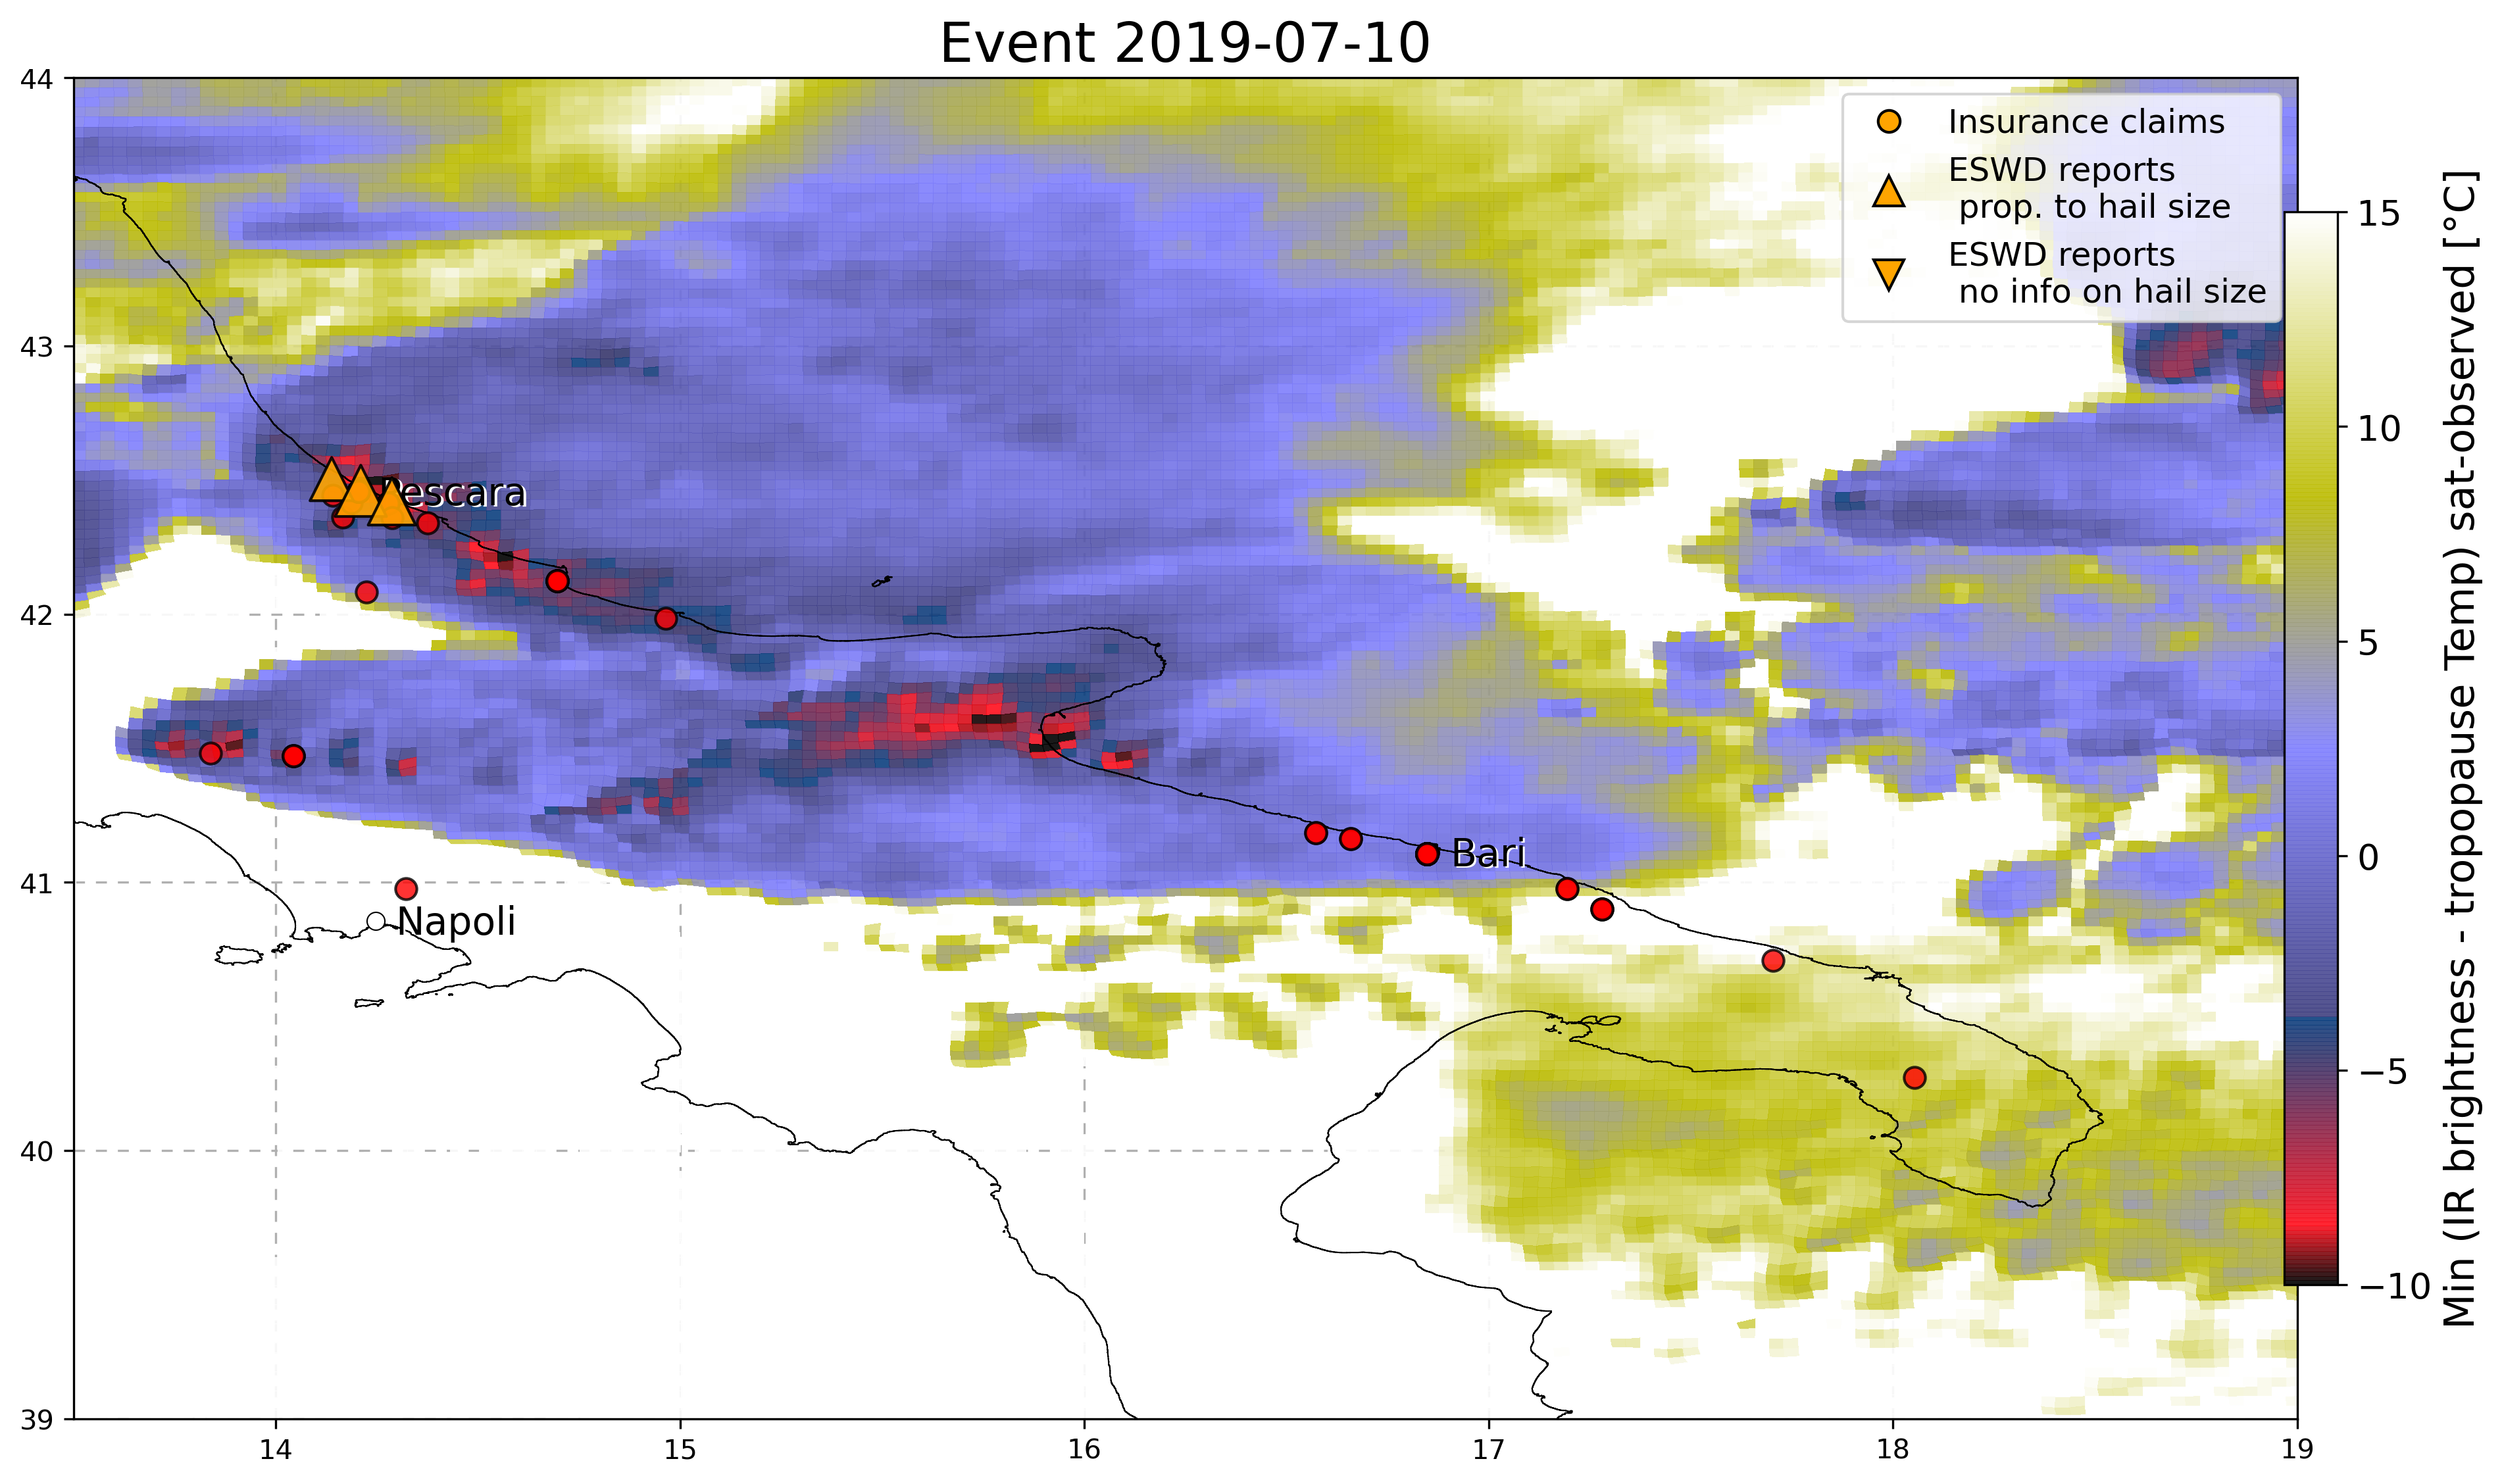 Event 2019-07-10
44
43
42
41
40
39
14
15
16
17
18
19
Insurance claims
ESWD reports
prop. to hail size
ESWD reports
no info on hail size
Pescara
Bari
Napoli
15
10
5
0
−5
−10
Min (IR brightness - tropopause Temp) sat-observed [°C]